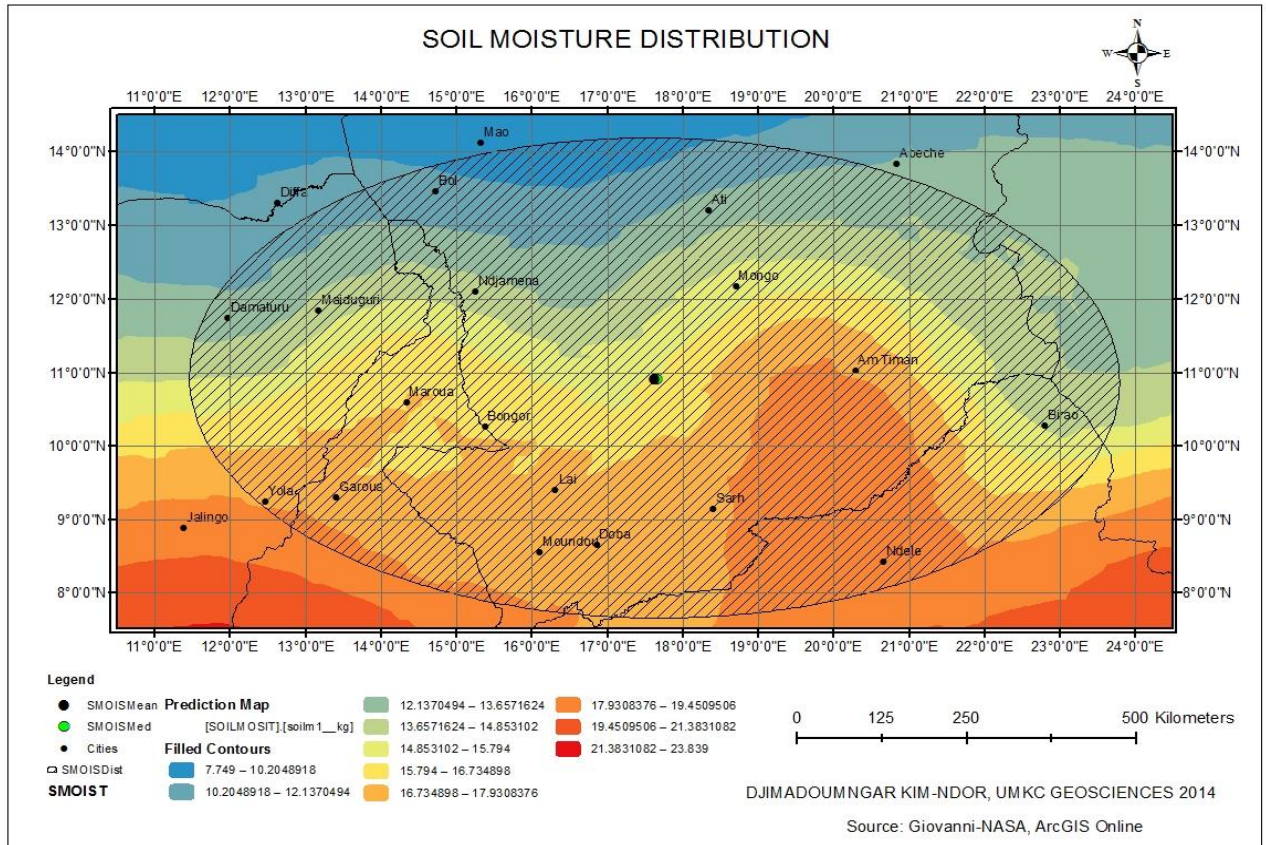 SOIL MOISTURE DISTRIBUTION
N
W E
S
11°0'0"E 12°0'0"E 13°0'0"E 14°0'0"E 15°0'0"E 16°0'0"E 17°0'0"E 18°0'0"E 19°0'0"E 20°0'0"E 21°0'0"E 22°0'0"E 23°0'0"E 24°0'0"E
Mao
14°0'0"N 14°0'0"N
Abeche
Bol
Diffa
Ati
13°0'0"N 13°0'0"N
Mongo
Ndjamena
12°0'0"N 12°0'0"N
Maiduguri
Damaturu
Am Timan
11°0'0"N 11°0'0"N
Maroua
Bongor
Birao
10°0'0"N 10°0'0"N
Lai
Yola
Garoua
Sarh
9°0'0"N 9°0'0"N
Jalingo
Doba
Moundou
Ndele
8°0'0"N 8°0'0"N
11°0'0"E 12°0'0"E 13°0'0"E 14°0'0"E 15°0'0"E 16°0'0"E 17°0'0"E 18°0'0"E 19°0'0"E 20°0'0"E 21°0'0"E 22°0'0"E 23°0'0"E 24°0'0"E
Legend
SMOISMean
SMOISMed
Cities
SMOISDist
SMOIST
Prediction Map
[SOILMOSIT].[soilm1__kg]
Filled Contours
7.749 – 10.2048918
10.2048918 – 12.1370494
12.1370494 – 13.6571624
13.6571624 – 14.853102
14.853102 – 15.794
15.794 – 16.734898
16.734898 – 17.9308376
17.9308376 – 19.4509506
19.4509506 – 21.3831082
21.3831082 – 23.839
0 125 250 500 Kilometers
DJIMADOUMNGAR KIM-NDOR, UMKC GEOSCIENCES 2014
Source: Giovanni-NASA, ArcGIS Online